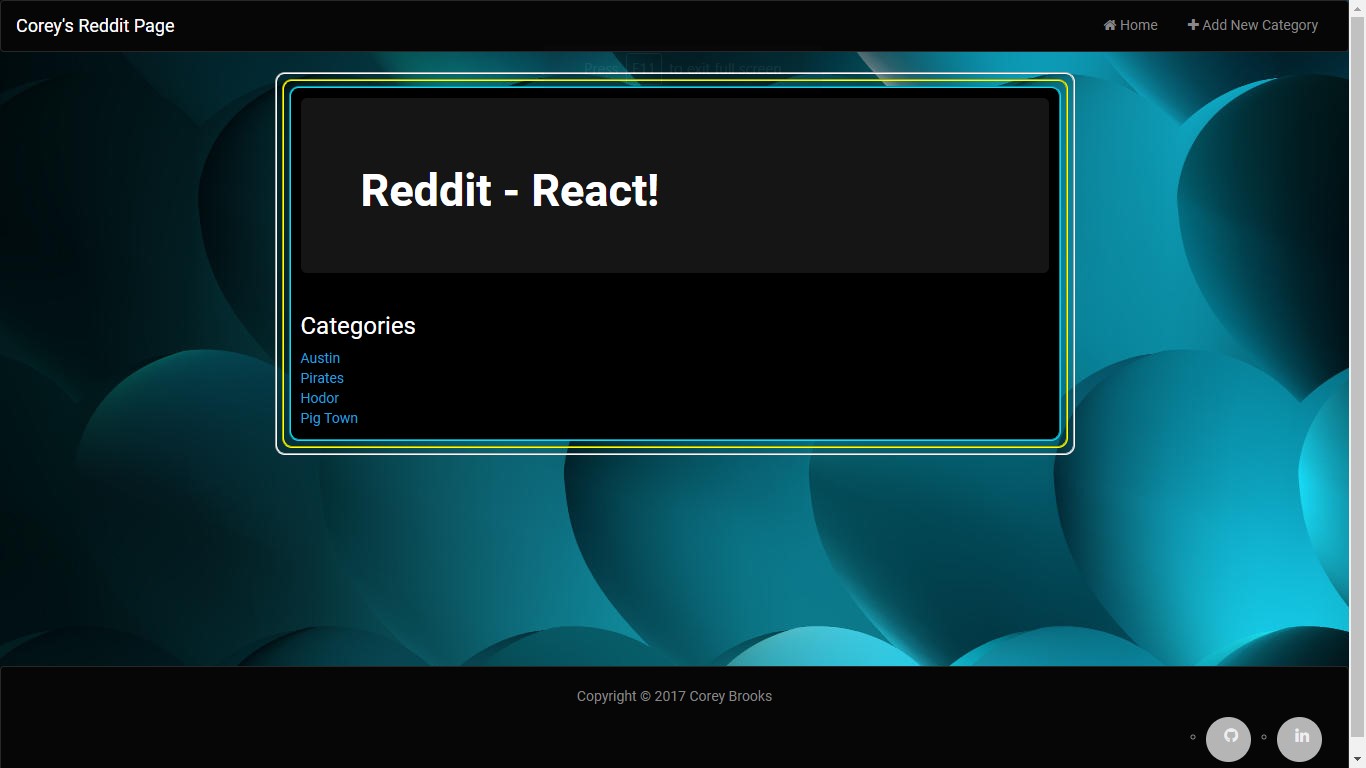 Corey's Reddit Page
Home
Add New Category
Press F11 to exit full screen
Reddit - React!
Categories
Austin
Pirates
Hodor
Pig Town
Copyright © 2017 Corey Brooks
in